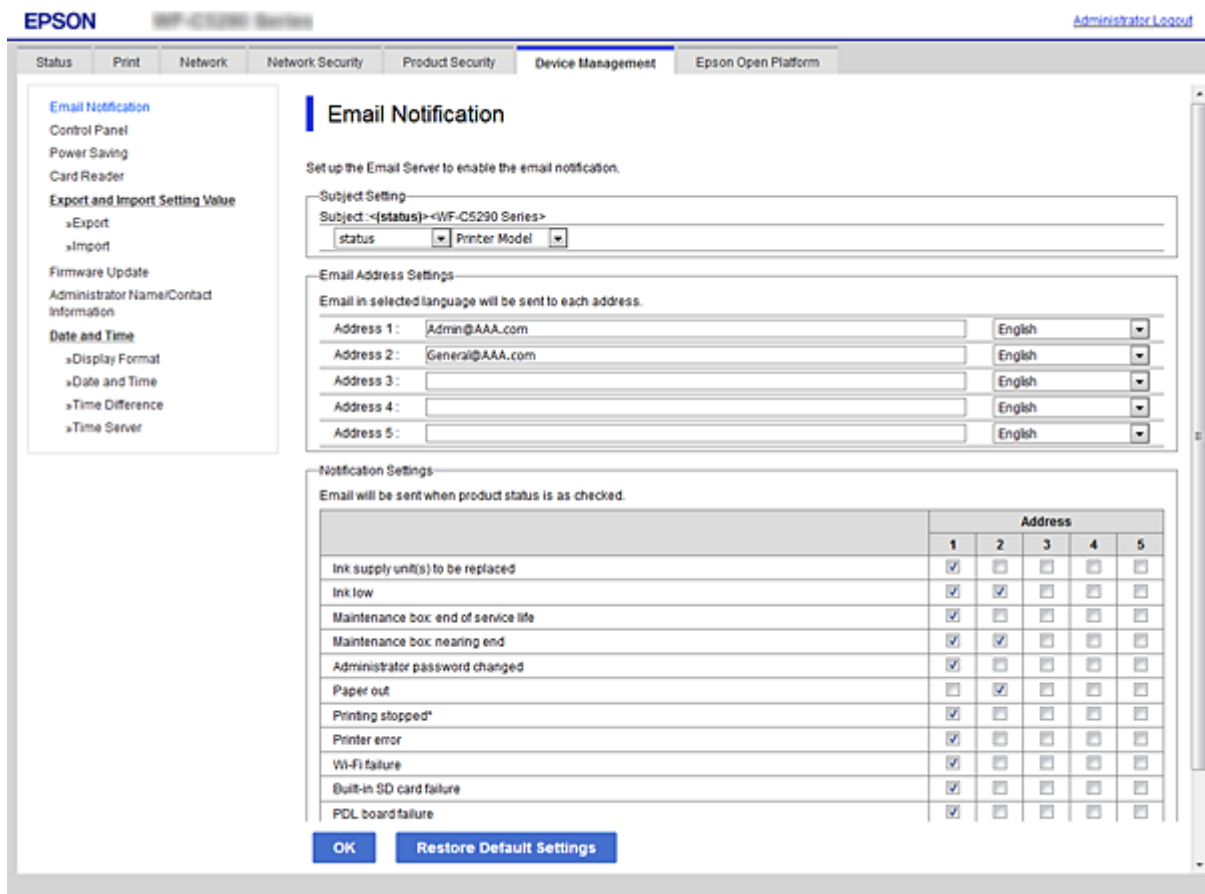 EPSON
WF-C5290 Series
Administrator Logout
Status Print Network Network Security Product Security Device Management Epson Open Platform
Email Notification
Control Panel
Power Saving
Card Reader
Export and Import Setting Value
»Export
»Import
Firmware Update
Administrator Name/Contact
Information
Date and Time
»Display Format
»Date and Time
»Time Difference
»Time Server
Email Notification
Set up the Email Server to enable the email notification.
Subject Setting
Subject :<(status)><WF-C5290 Series>
status Printer Model
Email Address Settings
Email in selected language will be sent to each address.
Address 1 : Admin@AAA.com English
Address 2 : General@AAA.com English
Address 3 : English
Address 4 : English
Address 5 : English
Notification Settings
Email will be sent when product status is as checked.
Address
1 2 3 4 5
Ink supply unit(s) to be replaced
Ink low
Maintenance box: end of service life
Maintenance box: nearing end
Administrator password changed
Paper out
Printing stopped*
Printer error
Wi-Fi failure
Built-in SD card failure
PDL board failure
OK Restore Default Settings